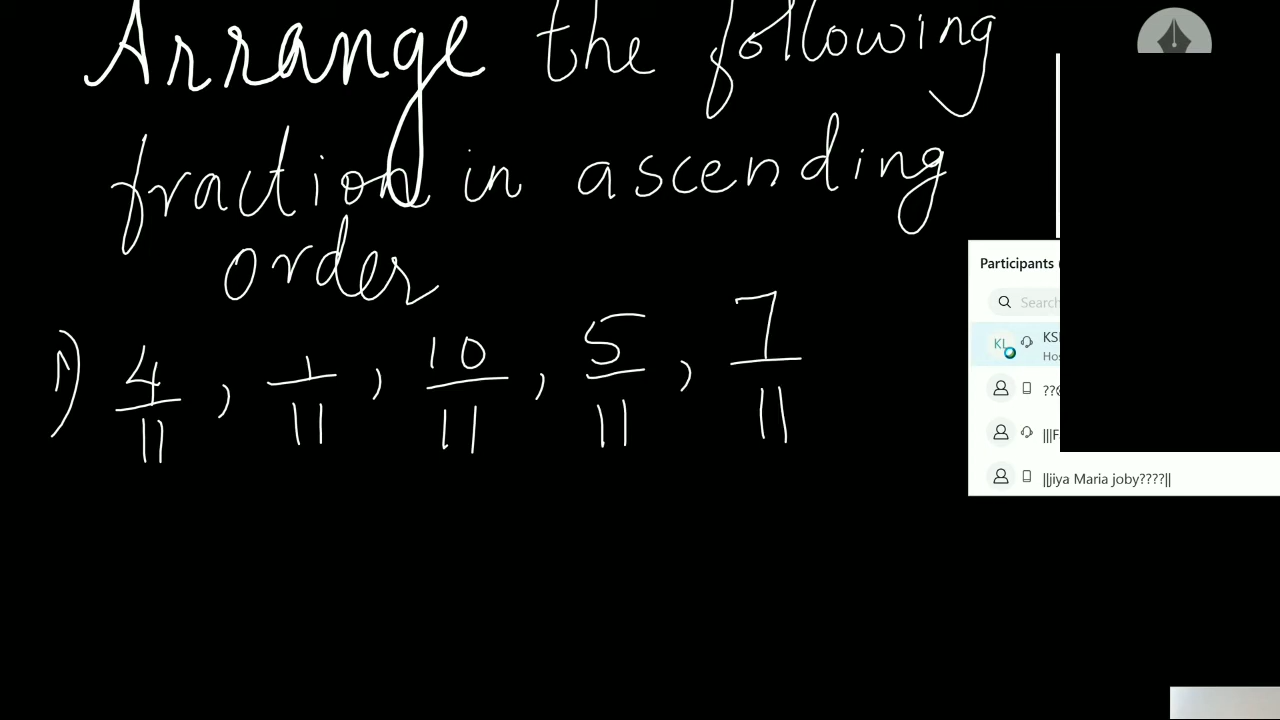 Arrange the following
fraction in ascending
order
1) 4/11 , 1/11 , 10/11 , 5/11 , 7/11
Participants (
Search
KL KS
Hos
??
|||F
||jiya Maria joby????||